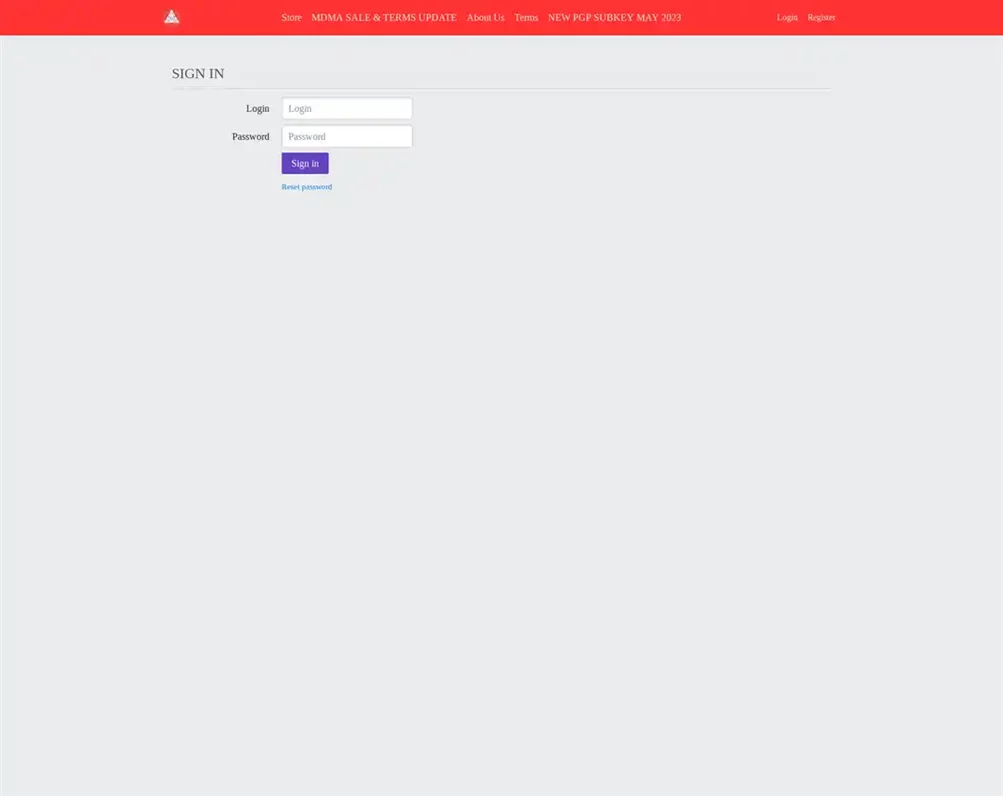 Store MDMA SALE & TERMS UPDATE About Us Terms NEW PGP SUBKEY MAY 2023 Login Register
SIGN IN
Login Login
Password Password
Sign in
Reset password